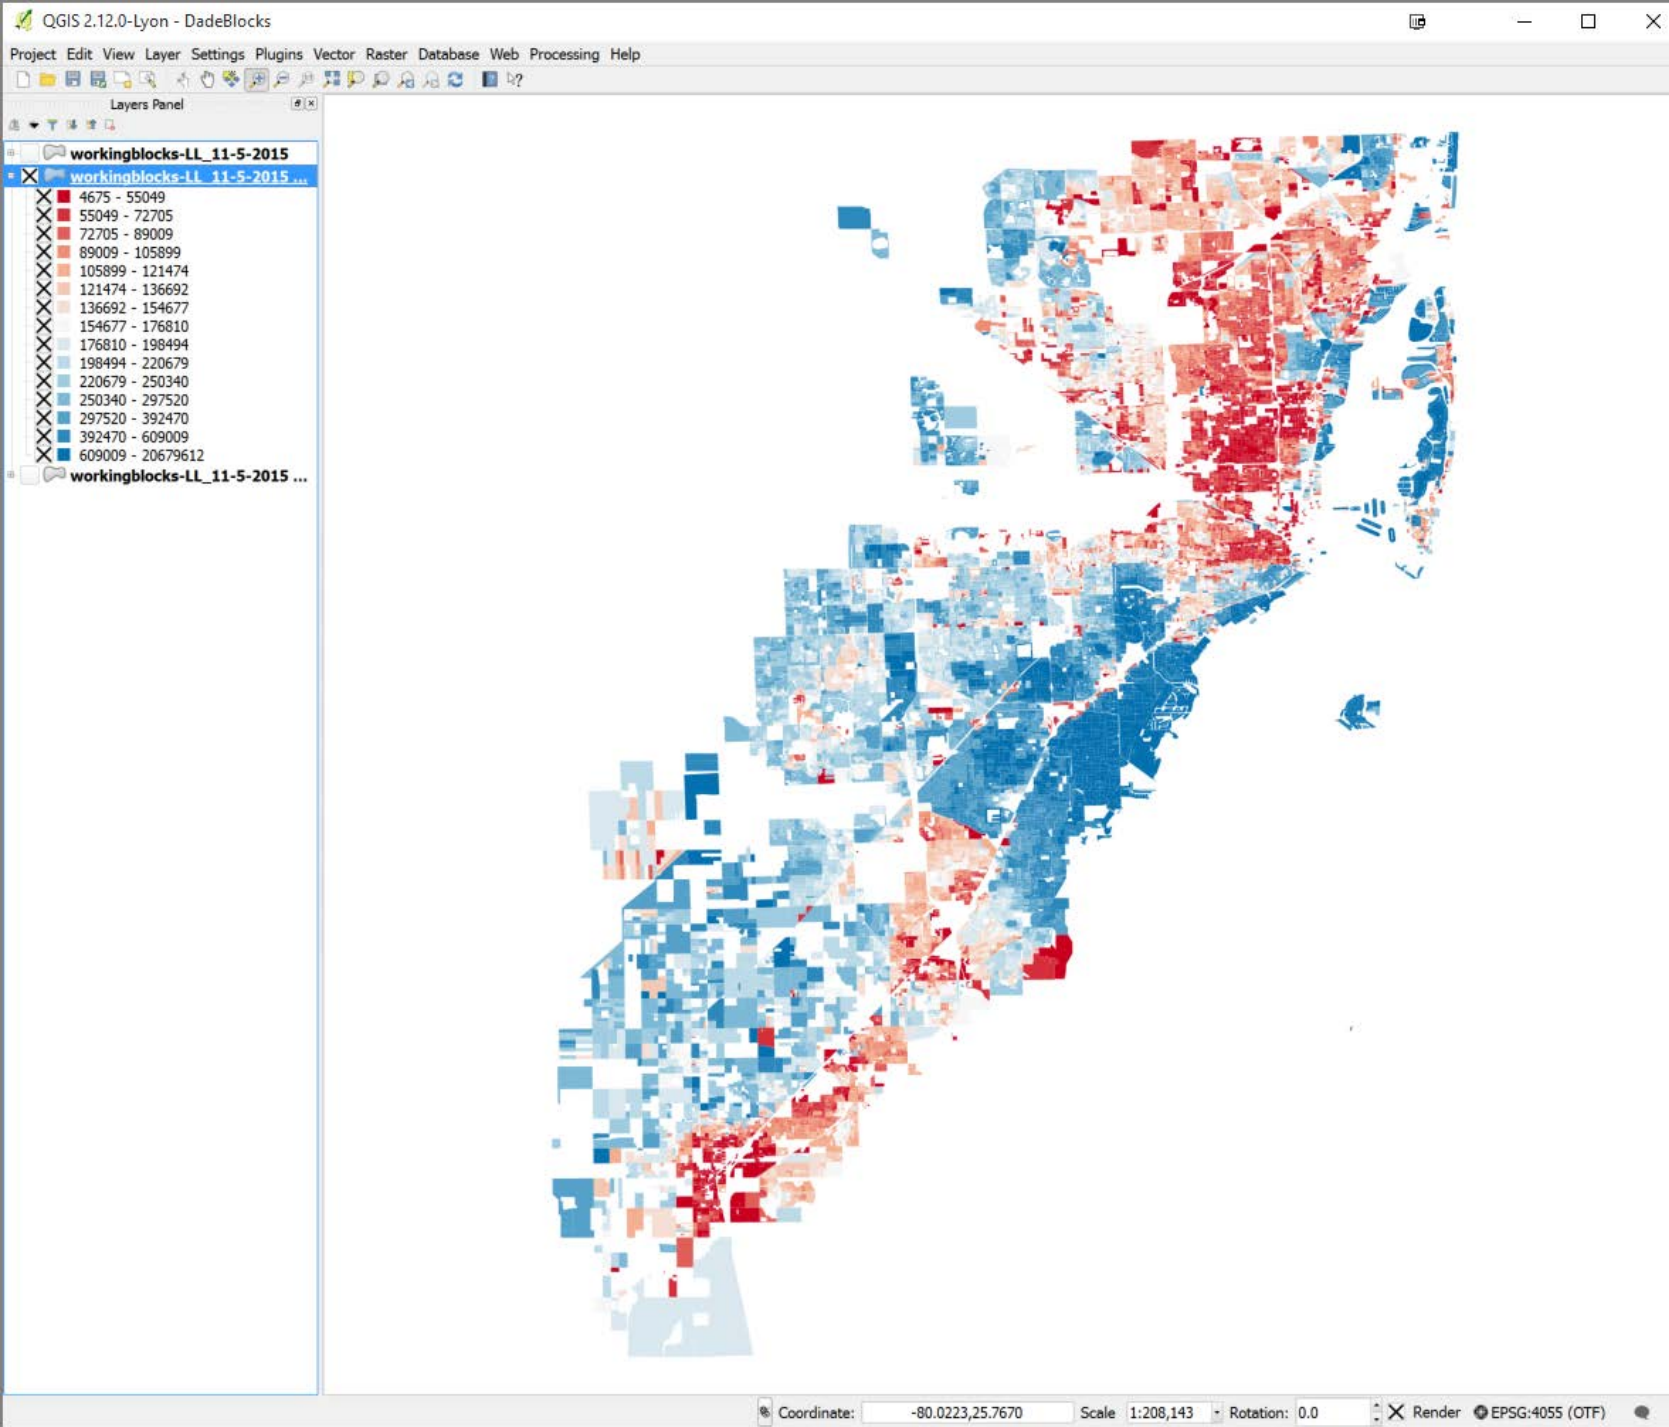 QGIS 2.12.0-Lyon - DadeBlocks
Project Edit View Layer Settings Plugins Vector Raster Database Web Processing Help
Layers Panel
workingblocks-LL_11-5-2015
workingblocks-LL_11-5-2015 ...
4675 - 55049
55049 - 72705
72705 - 89009
89009 - 105899
105899 - 121474
121474 - 136692
136692 - 154677
154677 - 176810
176810 - 198494
198494 - 220679
220679 - 250340
250340 - 297520
297520 - 392470
392470 - 609009
609009 - 20679612
workingblocks-LL_11-5-2015 ...
Coordinate: -80.0223,25.7670 Scale 1:208,143 Rotation: 0.0 Render EPSG:4055 (OTF)